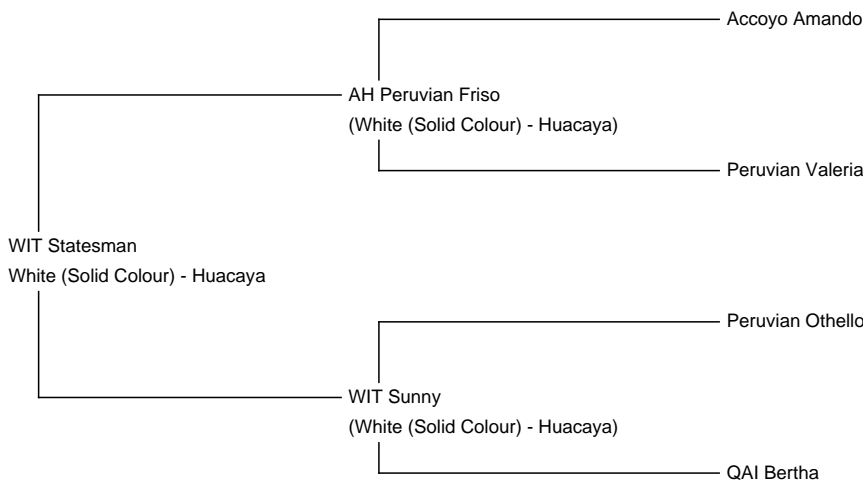 Accoyo Amando
AH Peruvian Friso
(White (Solid Colour) - Huacaya)
Peruvian Valeria
WIT Statesman
White (Solid Colour) - Huacaya
Peruvian Othello
WIT Sunny
(White (Solid Colour) - Huacaya)
QAI Bertha